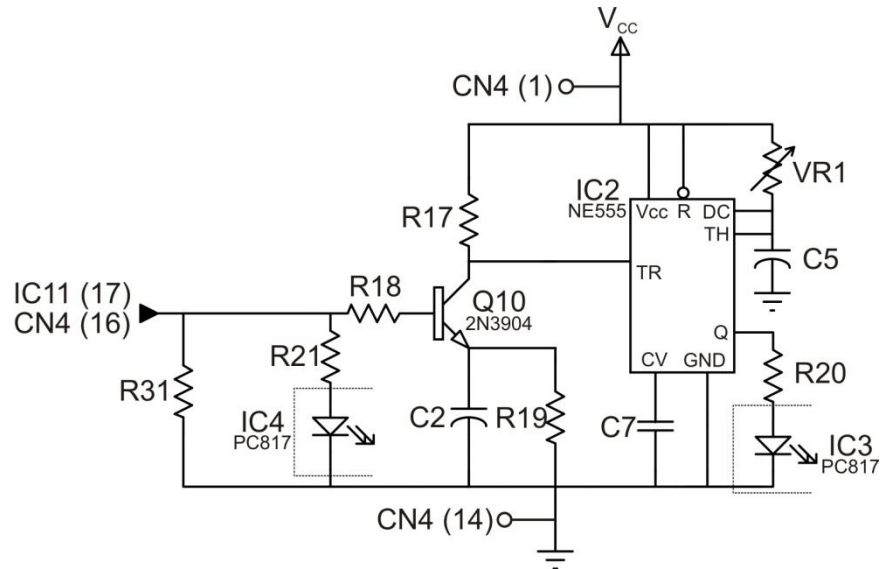 VCC
CN4 (1)
VR1
IC2
NE555
Vcc
R
DC
TH
R17
C5
TR
IC11 (17)
CN4 (16)
R18
Q10
2N3904
Q
R21
CV
GND
R31
R20
IC4
PC817
C2
R19
C7
IC3
PC817
CN4 (14)